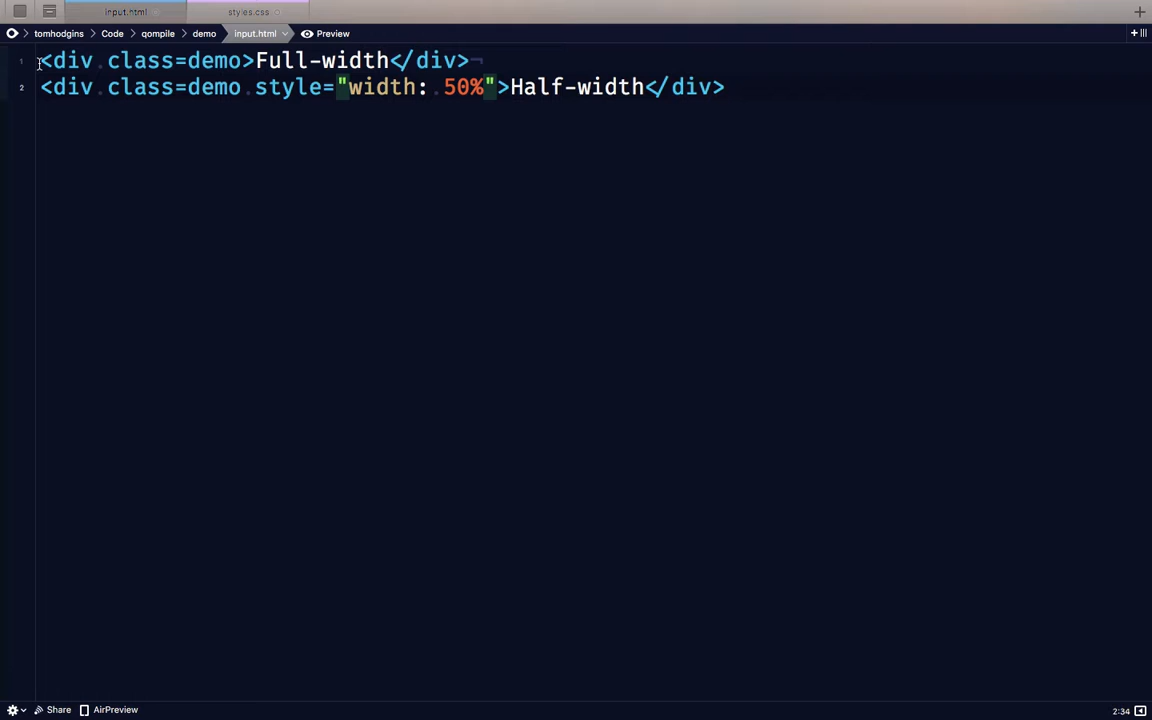 input.html
styles.css
tomhodgins Code qompile demo input.html Preview
1 <div class=demo>Full-width</div>
2 <div class=demo style="width: 50%">Half-width</div>
Share AirPreview 2:34